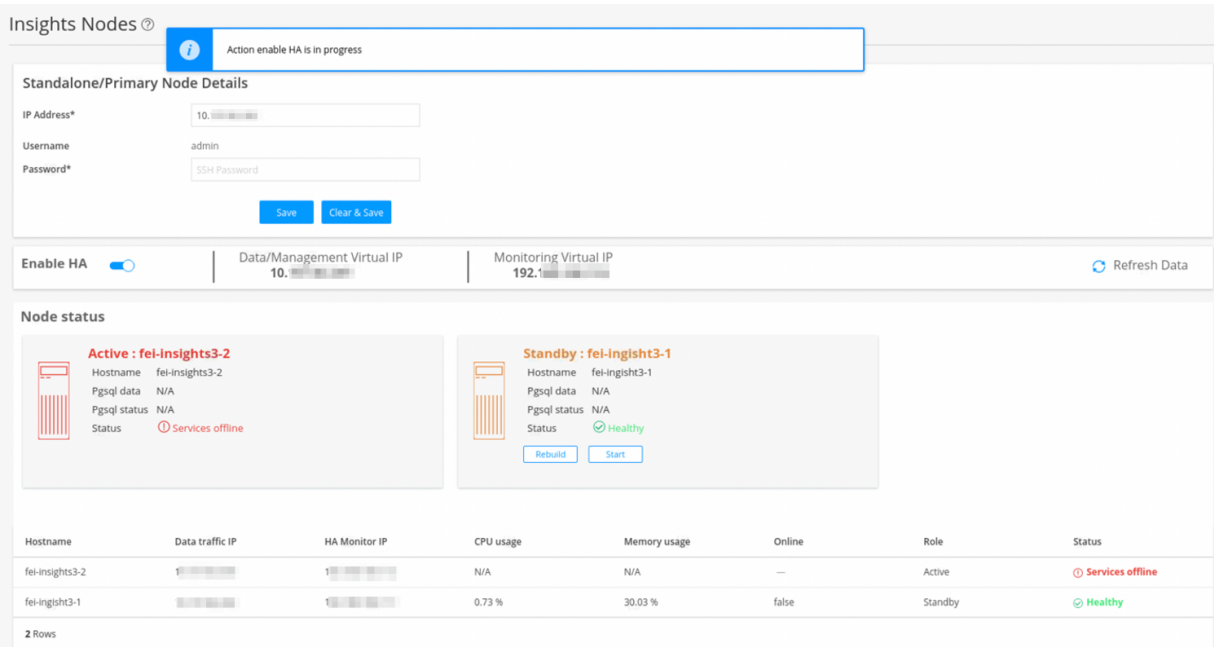 Insights Nodes
Action enable HA is in progress
Standalone/Primary Node Details
IP Address* 10.
Username admin
Password* SSH Password
Save Clear & Save
Enable HA Data/Management Virtual IP Monitoring Virtual IP Refresh Data
10. 192.1
Node status
Active : fei-insights3-2
Hostname fei-insights3-2
Pgsql data N/A
Pgsql status N/A
Status Services offline
Standby : fei-ingisht3-1
Hostname fei-ingisht3-1
Pgsql data N/A
Pgsql status N/A
Status Healthy
Rebuild Start
Hostname Data traffic IP HA Monitor IP CPU usage Memory usage Online Role Status
fei-insights3-2 1 1 N/A N/A — Active Services offline
fei-ingisht3-1 1 0.73 % 30.03 % false Standby Healthy
2 Rows